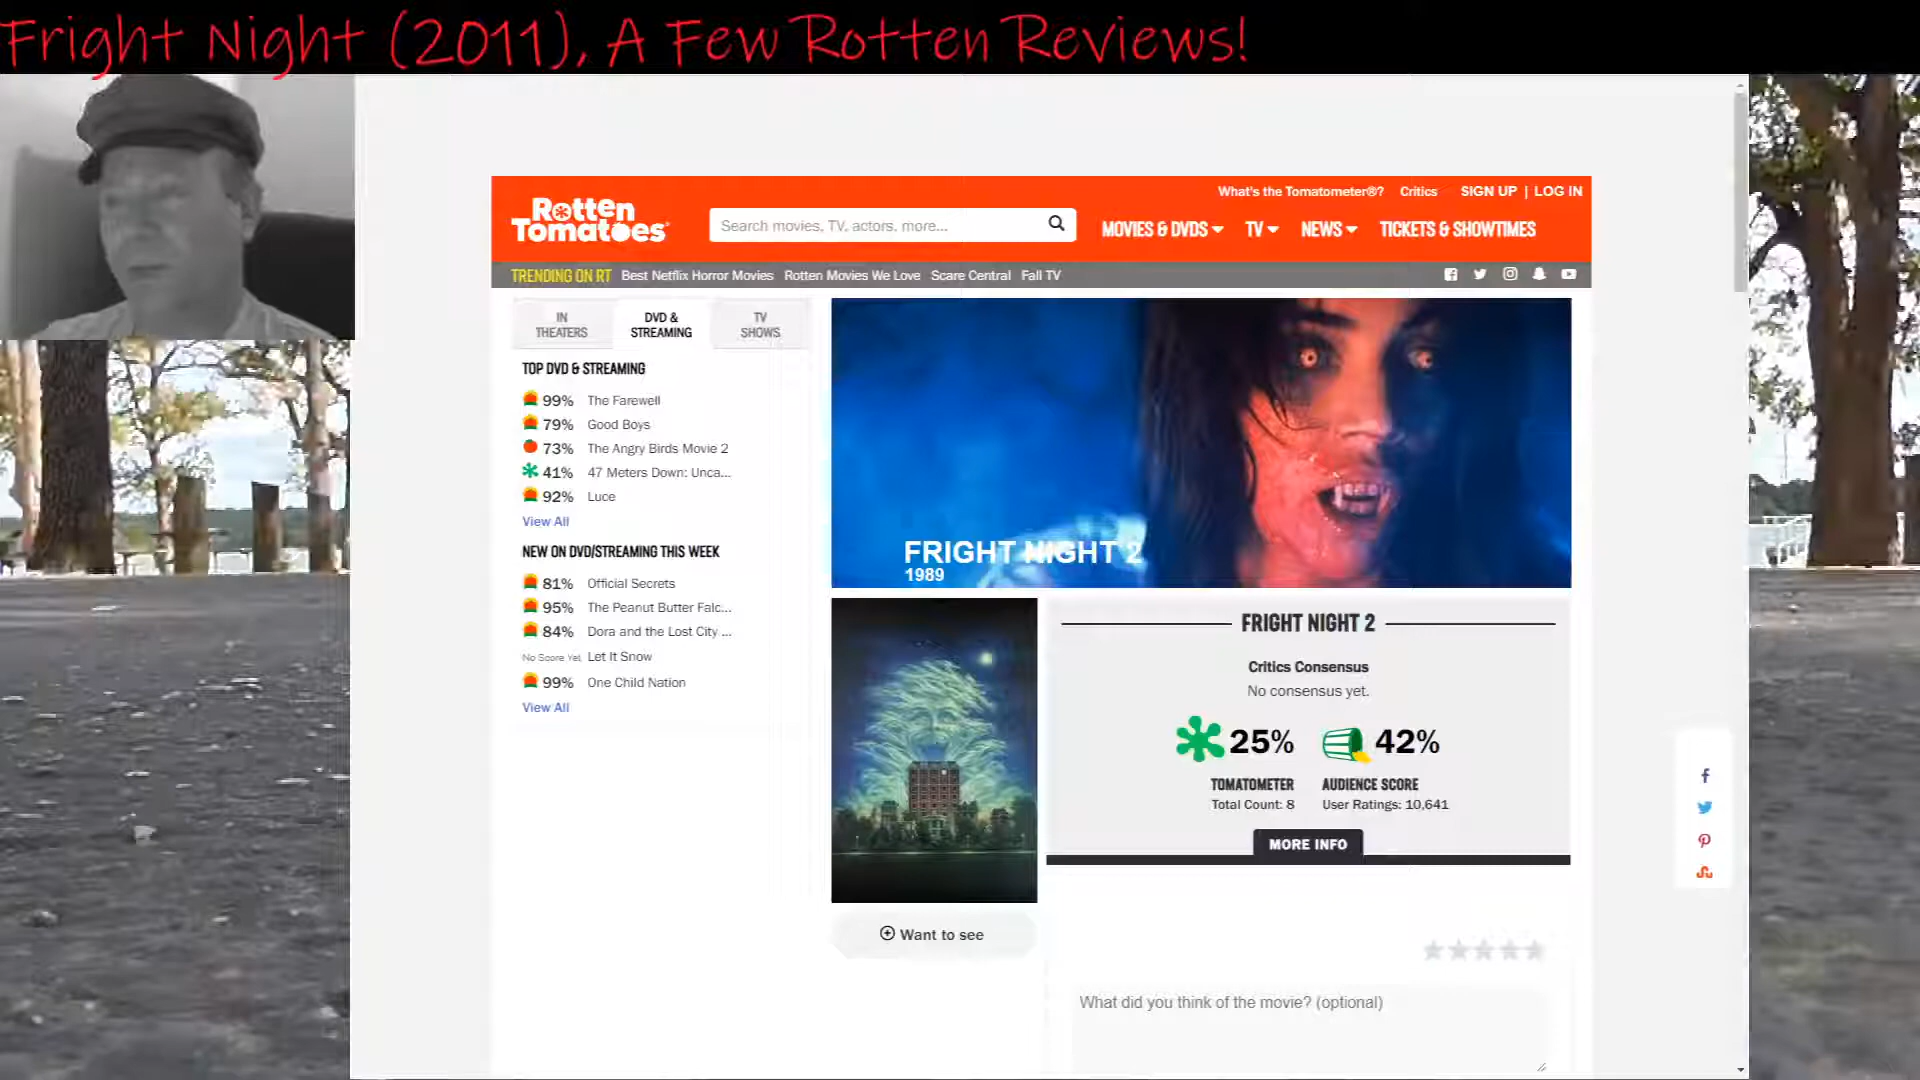 Fright Night (2011), A Few Rotten Reviews!
What's the Tomatometer®? Critics SIGN UP | LOG IN
Rotten
Tomatoes
Search movies, TV, actors, more...
MOVIES & DVDS TV NEWS TICKETS & SHOWTIMES
TRENDING ON RT Best Netflix Horror Movies Rotten Movies We Love Scare Central Fall TV
IN
THEATERS
DVD &
STREAMING
TV
SHOWS
TOP DVD & STREAMING
99% The Farewell
79% Good Boys
73% The Angry Birds Movie 2
41% 47 Meters Down: Unca...
92% Luce
View All
NEW ON DVD/STREAMING THIS WEEK
81% Official Secrets
95% The Peanut Butter Falc...
84% Dora and the Lost City ...
No Score Yet Let It Snow
99% One Child Nation
View All
FRIGHT NIGHT 2
1989
FRIGHT NIGHT 2
Critics Consensus
No consensus yet.
25% 42%
TOMATOMETER AUDIENCE SCORE
Total Count: 8 User Ratings: 10,641
MORE INFO
Want to see
What did you think of the movie? (optional)